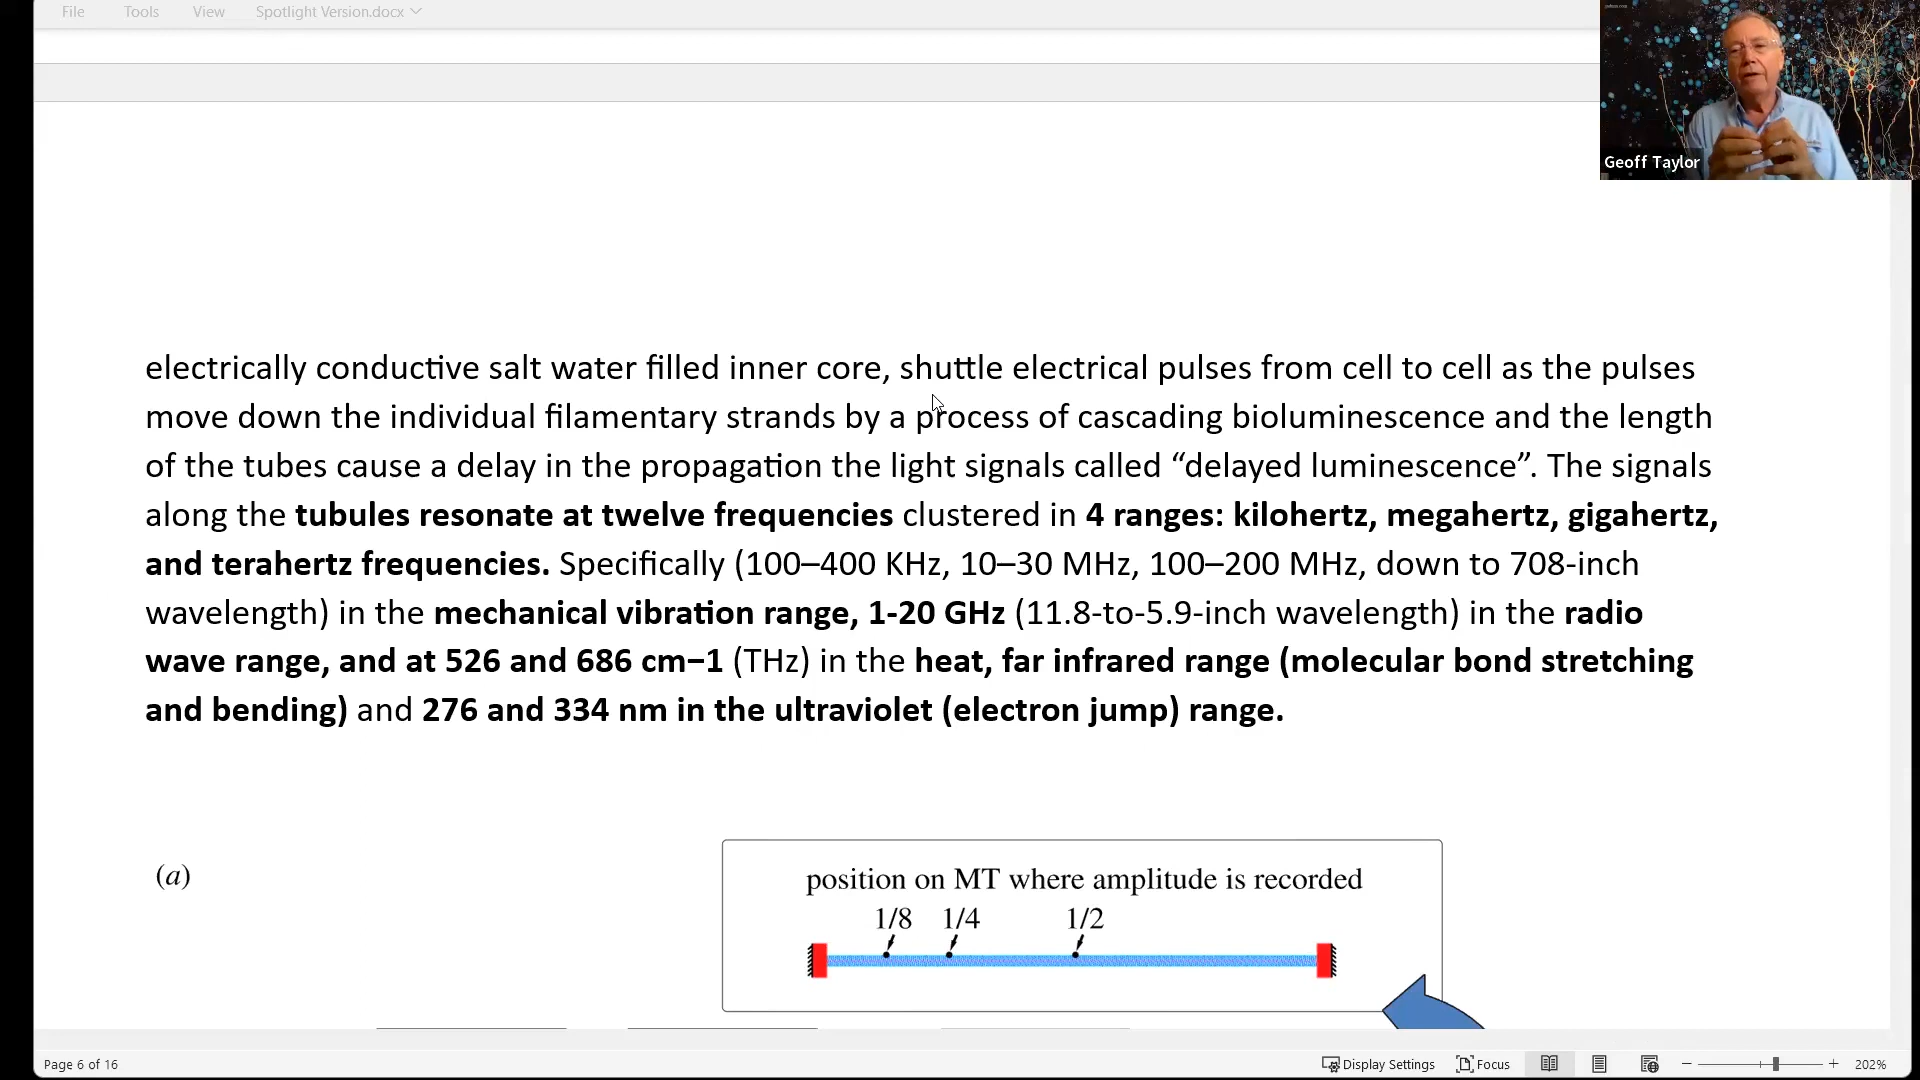 File Tools View Spotlight Version.docx
Geoff Taylor
electrically conductive salt water filled inner core, shuttle electrical pulses from cell to cell as the pulses
move down the individual filamentary strands by a process of cascading bioluminescence and the length
of the tubes cause a delay in the propagation the light signals called “delayed luminescence”. The signals
along the tubules resonate at twelve frequencies clustered in 4 ranges: kilohertz, megahertz, gigahertz,
and terahertz frequencies. Specifically (100–400 KHz, 10–30 MHz, 100–200 MHz, down to 708-inch
wavelength) in the mechanical vibration range, 1-20 GHz (11.8-to-5.9-inch wavelength) in the radio
wave range, and at 526 and 686 cm−1 (THz) in the heat, far infrared range (molecular bond stretching
and bending) and 276 and 334 nm in the ultraviolet (electron jump) range.
(a)
position on MT where amplitude is recorded
1/8 1/4 1/2
Page 6 of 16 Display Settings Focus 202%